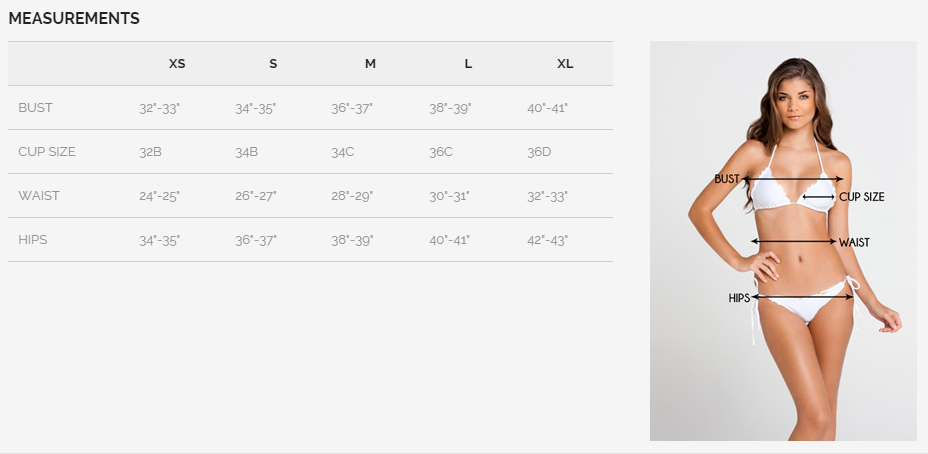 MEASUREMENTS
XS S M L XL
BUST 32"-33" 34"-35" 36"-37" 38"-39" 40"-41"
CUP SIZE 32B 34B 34C 36C 36D
WAIST 24"-25" 26"-27" 28"-29" 30"-31" 32"-33"
HIPS 34"-35" 36"-37" 38"-39" 40"-41" 42"-43"
BUST
CUP SIZE
WAIST
HIPS